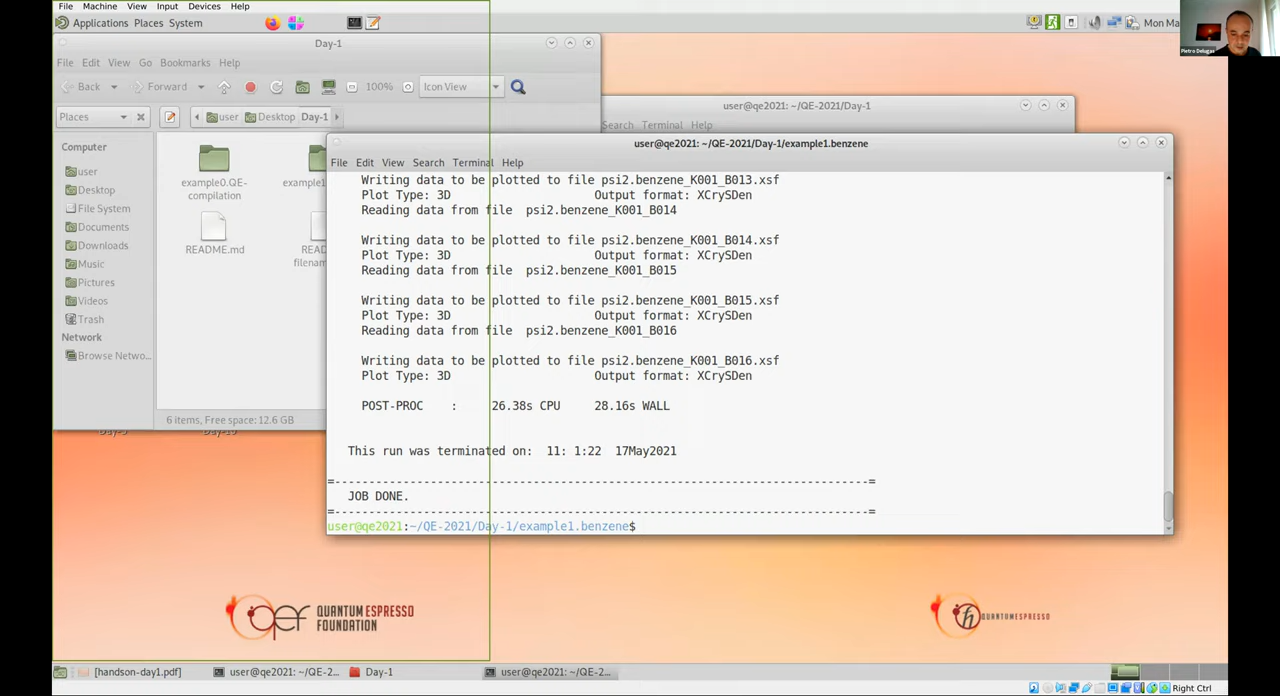 File Machine View Input Devices Help
Applications Places System
Mon Ma
Pietro Delugas
Day-1
File Edit View Go Bookmarks Help
Back Forward 100% Icon View
Places user Desktop Day-1
Computer
user
Desktop
File System
Documents
Downloads
Music
Pictures
Videos
Trash
Network
Browse Netwo...
example0.QE-
compilation
example1
README.md
READ
filenam
6 items, Free space: 12.6 GB
user@qe2021: ~/QE-2021/Day-1
Search Terminal Help
user@qe2021: ~/QE-2021/Day-1/example1.benzene
File Edit View Search Terminal Help
Writing data to be plotted to file psi2.benzene_K001_B013.xsf
Plot Type: 3D Output format: XCrySDen
Reading data from file psi2.benzene_K001_B014
Writing data to be plotted to file psi2.benzene_K001_B014.xsf
Plot Type: 3D Output format: XCrySDen
Reading data from file psi2.benzene_K001_B015
Writing data to be plotted to file psi2.benzene_K001_B015.xsf
Plot Type: 3D Output format: XCrySDen
Reading data from file psi2.benzene_K001_B016
Writing data to be plotted to file psi2.benzene_K001_B016.xsf
Plot Type: 3D Output format: XCrySDen
POST-PROC : 26.38s CPU 28.16s WALL
This run was terminated on: 11: 1:22 17May2021
=------------------------------------------------------------------------------=
JOB DONE.
=------------------------------------------------------------------------------=
user@qe2021:~/QE-2021/Day-1/example1.benzene$
qef QUANTUM ESPRESSO
FOUNDATION
QUANTUMESPRESSO
[handson-day1.pdf] user@qe2021: ~/QE-2... Day-1 user@qe2021: ~/QE-2...
Right Ctrl